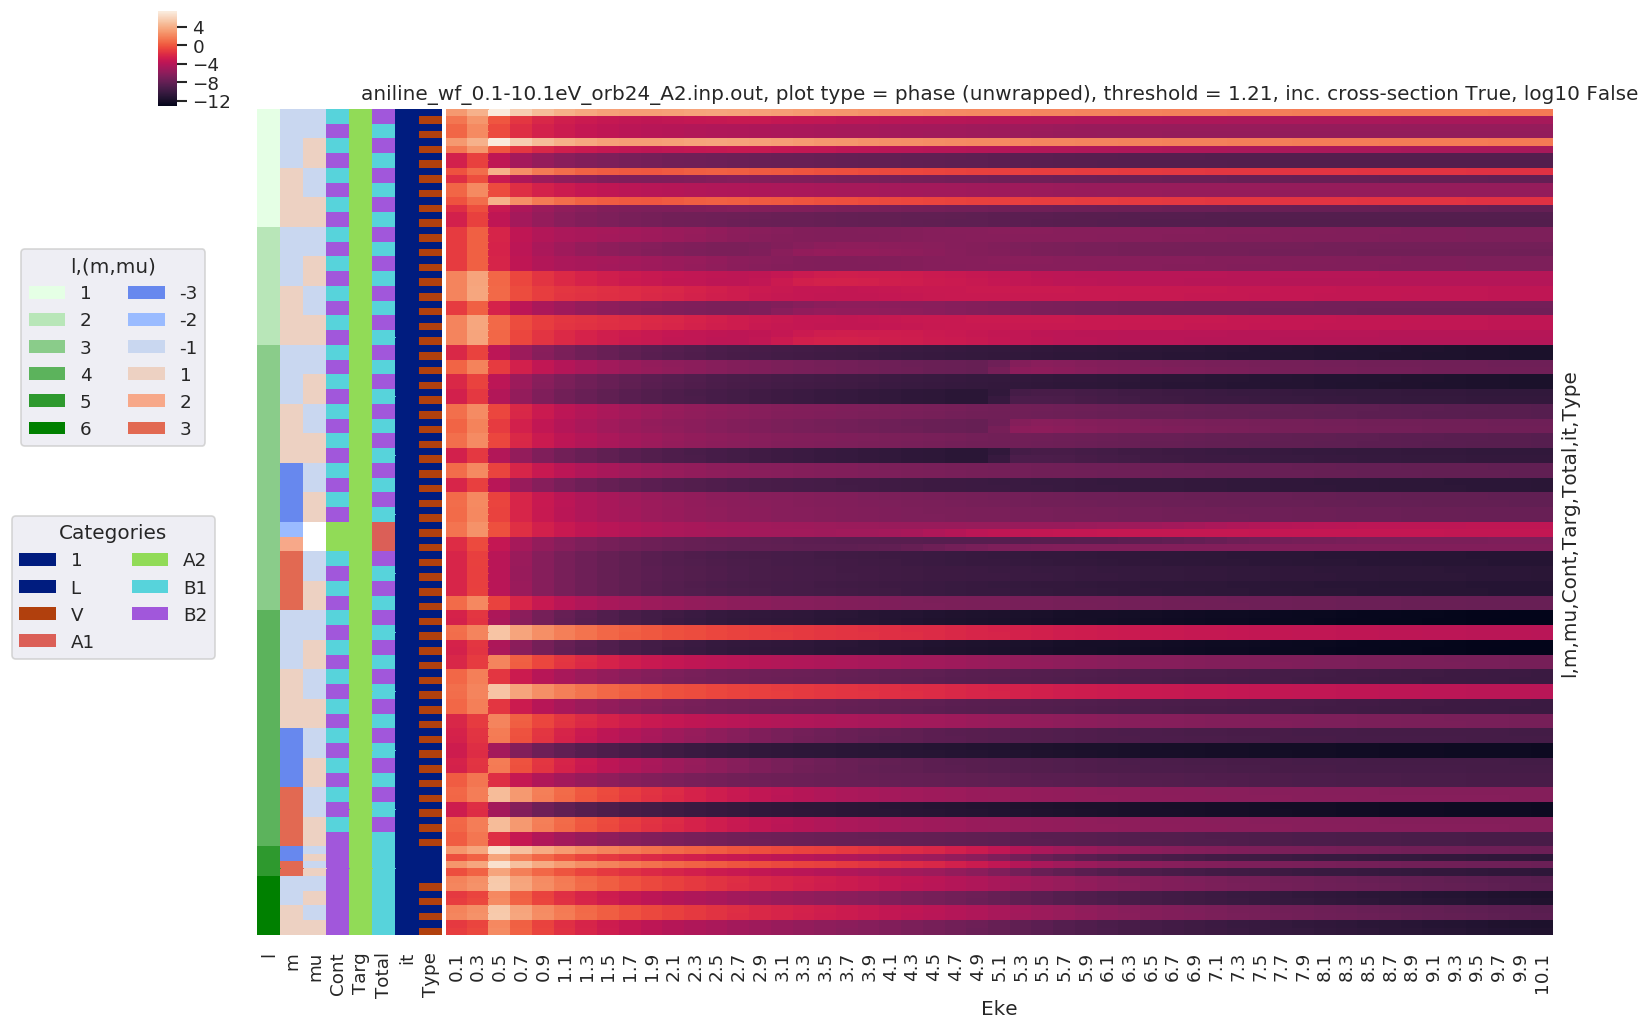 4
0
−4
−8
−12
aniline_wf_0.1-10.1eV_orb24_A2.inp.out, plot type = phase (unwrapped), threshold = 1.21, inc. cross-section True, log10 False
l,(m,mu)
1 -3
2 -2
3 -1
4 1
5 2
6 3
Categories
1 A2
L B1
V B2
A1
l,m,mu,Cont,Targ,Total,it,Type
l m mu Cont Targ Total it Type 0.1 0.3 0.5 0.7 0.9 1.1 1.3 1.5 1.7 1.9 2.1 2.3 2.5 2.7 2.9 3.1 3.3 3.5 3.7 3.9 4.1 4.3 4.5 4.7 4.9 5.1 5.3 5.5 5.7 5.9 6.1 6.3 6.5 6.7 6.9 7.1 7.3 7.5 7.7 7.9 8.1 8.3 8.5 8.7 8.9 9.1 9.3 9.5 9.7 9.9 10.1
Eke